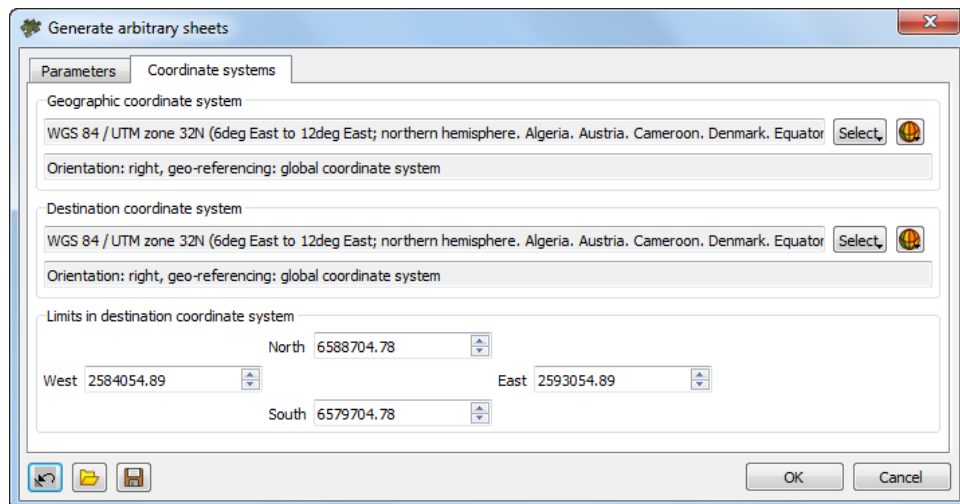 Generate arbitrary sheets
Parameters
Coordinate systems
Geographic coordinate system
WGS 84 / UTM zone 32N (6deg East to 12deg East; northern hemisphere. Algeria. Austria. Cameroon. Denmark. Equator
Select
Orientation: right, geo-referencing: global coordinate system
Destination coordinate system
WGS 84 / UTM zone 32N (6deg East to 12deg East; northern hemisphere. Algeria. Austria. Cameroon. Denmark. Equator
Select
Orientation: right, geo-referencing: global coordinate system
Limits in destination coordinate system
North 6588704.78
West 2584054.89
East 2593054.89
South 6579704.78
OK
Cancel